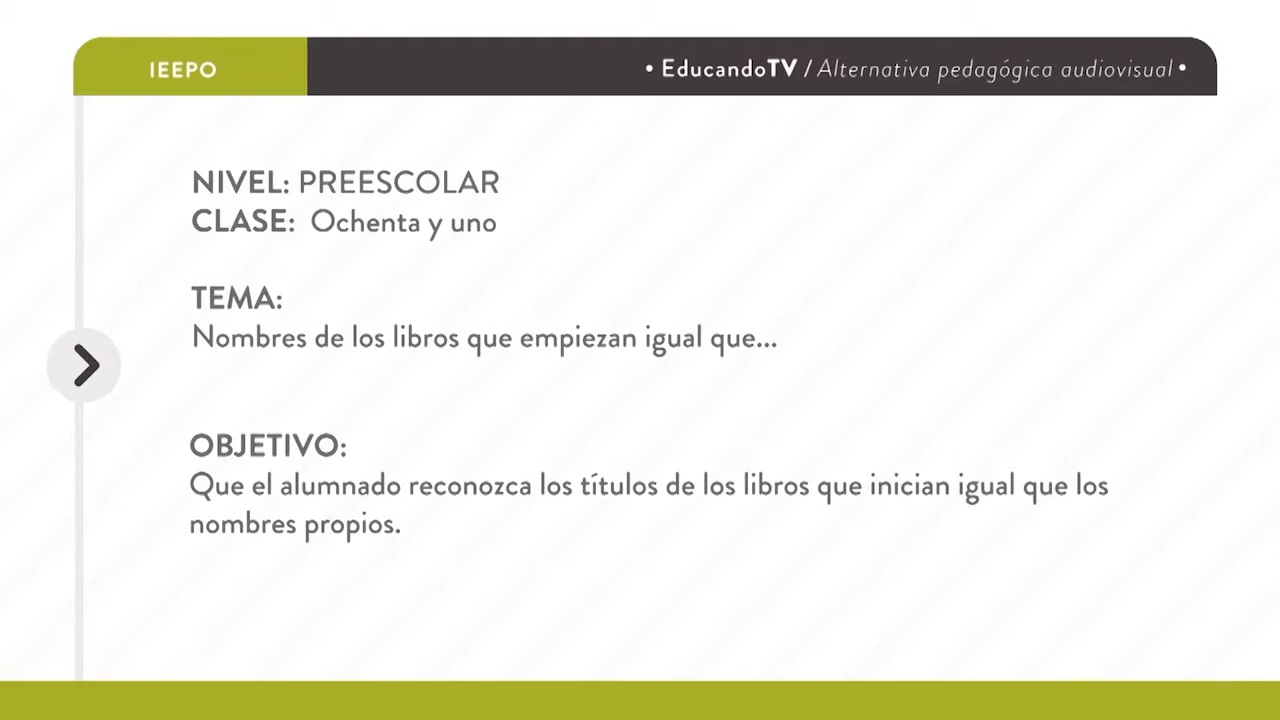 IEEPO
• EducandoTV / Alternativa pedagógica audiovisual •
NIVEL: PREESCOLAR
CLASE: Ochenta y uno
TEMA:
Nombres de los libros que empiezan igual que...
OBJETIVO:
Que el alumnado reconozca los títulos de los libros que inician igual que los
nombres propios.